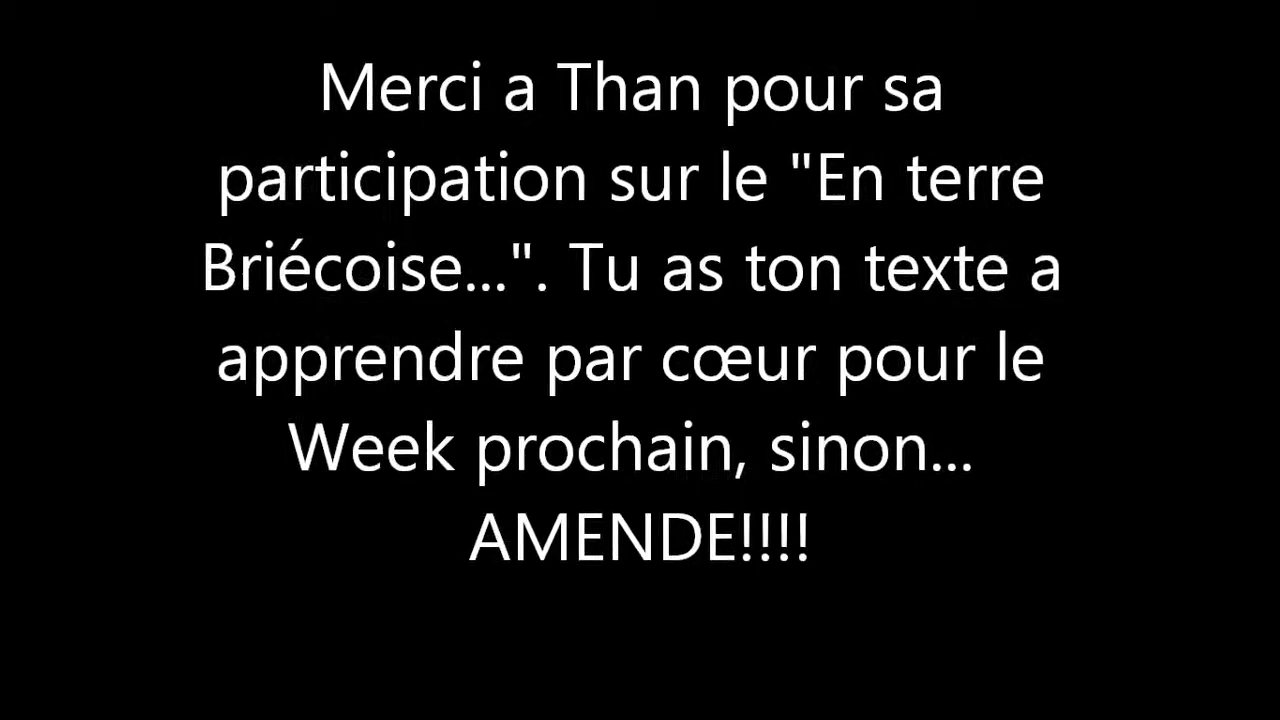 Merci a Than pour sa
participation sur le "En terre
Briécoise...". Tu as ton texte a
apprendre par cœur pour le
Week prochain, sinon...
AMENDE!!!!